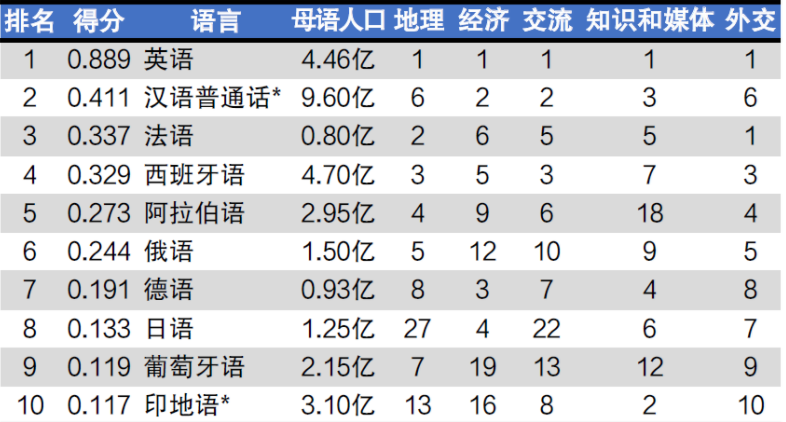 排名 得分 语言 母语人口 地理 经济 交流 知识和媒体 外交
1 0.889 英语 4.46亿 1 1 1 1 1
2 0.411 汉语普通话* 9.60亿 6 2 2 3 6
3 0.337 法语 0.80亿 2 6 5 5 1
4 0.329 西班牙语 4.70亿 3 5 3 7 3
5 0.273 阿拉伯语 2.95亿 4 9 6 18 4
6 0.244 俄语 1.50亿 5 12 10 9 5
7 0.191 德语 0.93亿 8 3 7 4 8
8 0.133 日语 1.25亿 27 4 22 6 7
9 0.119 葡萄牙语 2.15亿 7 19 13 12 9
10 0.117 印地语* 3.10亿 13 16 8 2 10